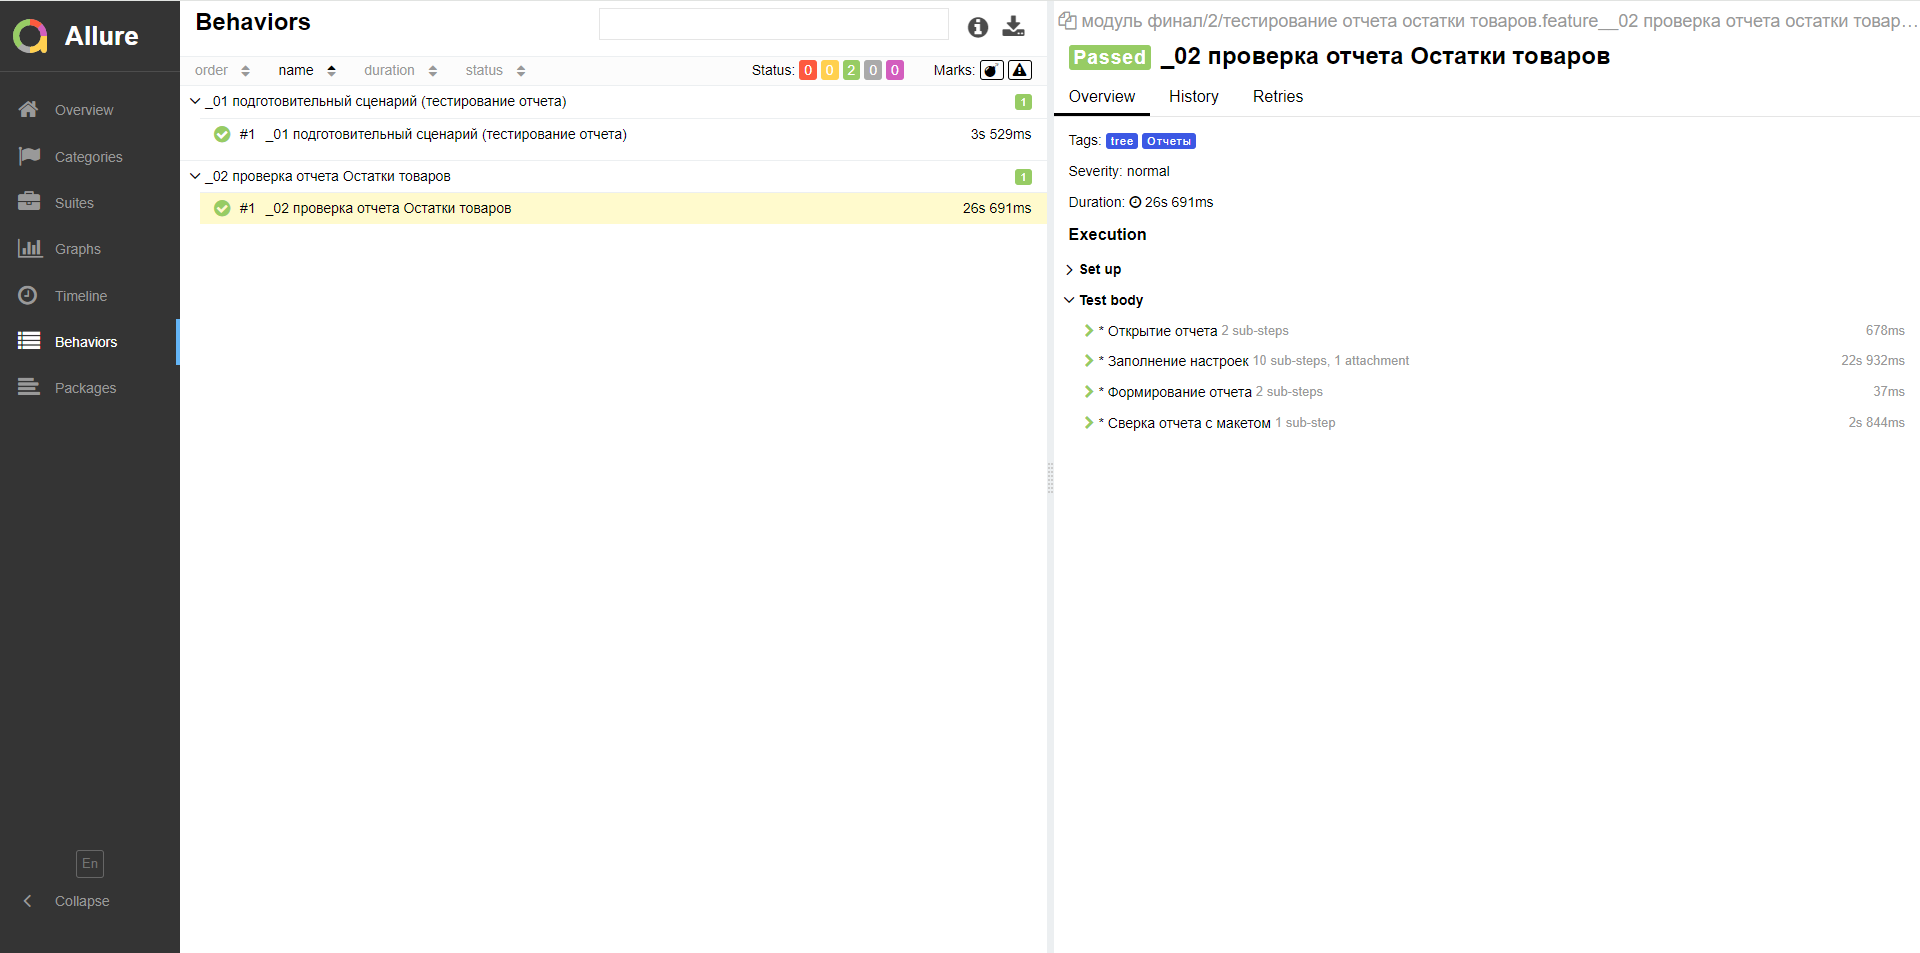 Allure
Overview
Categories
Suites
Graphs
Timeline
Behaviors
Packages
En
Collapse
Behaviors
order name duration status Status: 0 0 2 0 0 Marks:
_01 подготовительный сценарий (тестирование отчета) 1
#1 _01 подготовительный сценарий (тестирование отчета) 3s 529ms
_02 проверка отчета Остатки товаров 1
#1 _02 проверка отчета Остатки товаров 26s 691ms
модуль финал/2/тестирование отчета остатки товаров.feature__02 проверка отчета остатки товар...
Passed _02 проверка отчета Остатки товаров
Overview History Retries
Tags: tree Отчеты
Severity: normal
Duration: 26s 691ms
Execution
Set up
Test body
* Открытие отчета 2 sub-steps 678ms
* Заполнение настроек 10 sub-steps, 1 attachment 22s 932ms
* Формирование отчета 2 sub-steps 37ms
* Сверка отчета с макетом 1 sub-step 2s 844ms